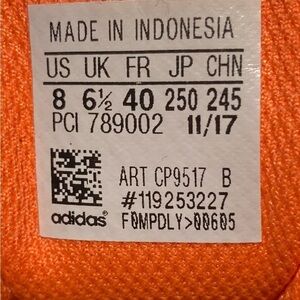 MADE IN INDONESIA
US UK FR JP CHN
8 6½ 40 250 245
PCI 789002 11/17
ART CP9517 B
#119253227
adidas® F0MPDLY>00605